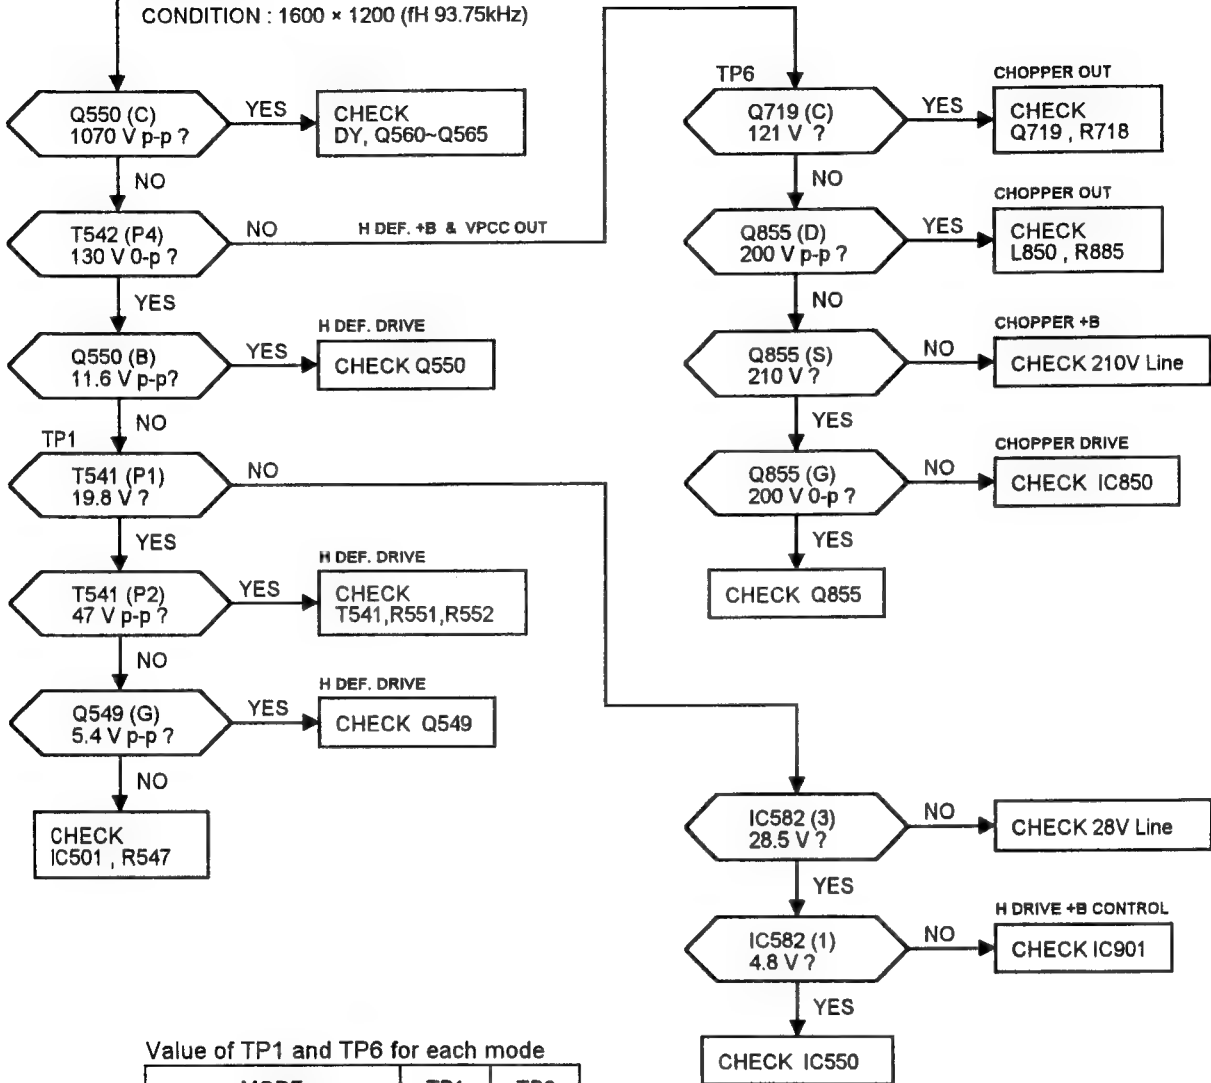 CONDITION : 1600 × 1200 (fH 93.75kHz)
Q550 (C)
1070 V p-p ?
YES
CHECK
DY, Q560~Q565
NO
T542 (P4)
130 V 0-p ?
NO
H DEF. +B & VPCC OUT
YES
Q550 (B)
11.6 V p-p?
YES
H DEF. DRIVE
CHECK Q550
NO
TP1
T541 (P1)
19.8 V ?
NO
YES
T541 (P2)
47 V p-p ?
YES
H DEF. DRIVE
CHECK
T541,R551,R552
NO
Q549 (G)
5.4 V p-p ?
YES
H DEF. DRIVE
CHECK Q549
NO
CHECK
IC501 , R547
TP6
Q719 (C)
121 V ?
YES
CHOPPER OUT
CHECK
Q719 , R718
NO
Q855 (D)
200 V p-p ?
YES
CHOPPER OUT
CHECK
L850 , R885
NO
Q855 (S)
210 V ?
NO
CHOPPER +B
CHECK 210V Line
YES
Q855 (G)
200 V 0-p ?
NO
CHOPPER DRIVE
CHECK IC850
YES
CHECK Q855
IC582 (3)
28.5 V ?
NO
CHECK 28V Line
YES
IC582 (1)
4.8 V ?
NO
H DRIVE +B CONTROL
CHECK IC901
YES
CHECK IC550
Value of TP1 and TP6 for each mode